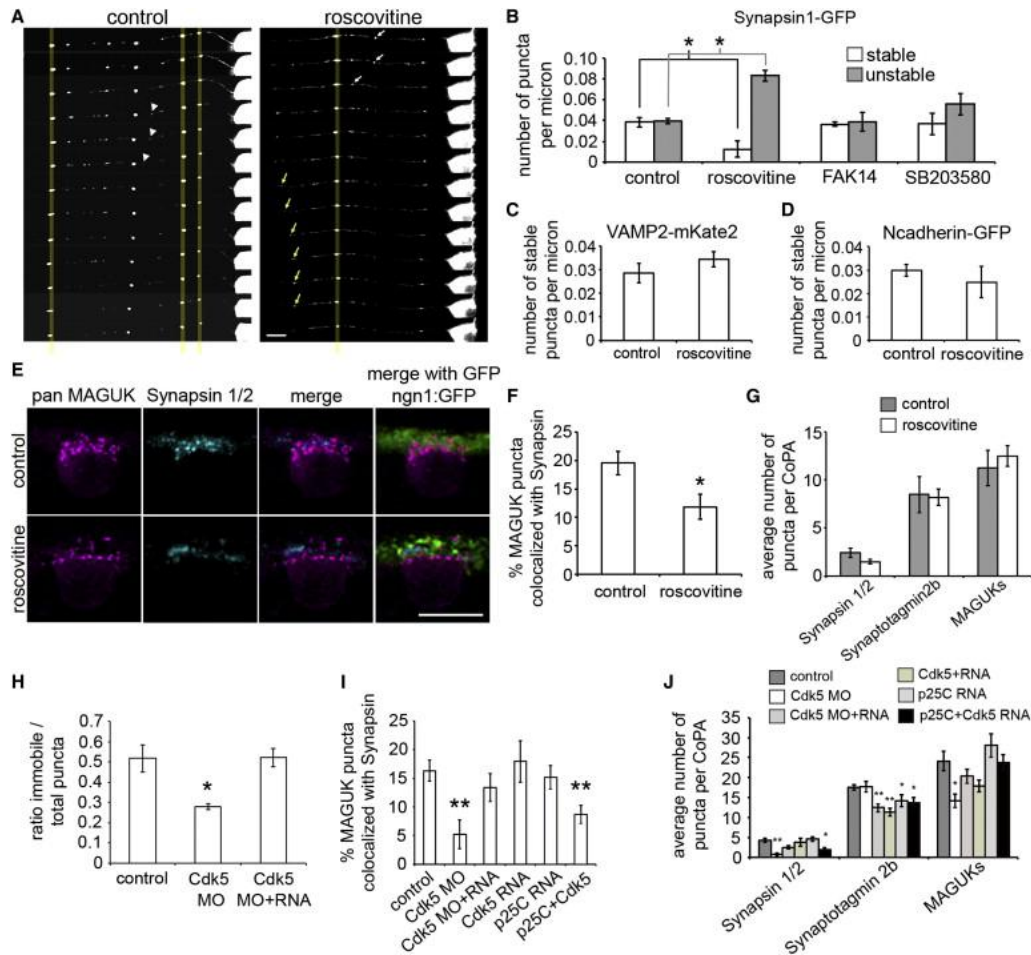 A
control
roscovitine
B
Synapsin1-GFP
* *
stable
unstable
number of puncta
per micron
0.10
0.08
0.06
0.04
0.02
0
control
roscovitine
FAK14
SB203580
C
VAMP2-mKate2
number of stable
puncta per micron
0.04
0.03
0.02
0.01
0
control
roscovitine
D
Ncadherin-GFP
number of stable
puncta per micron
0.04
0.03
0.02
0.01
0
control
roscovitine
E
pan MAGUK
Synapsin 1/2
merge
merge with GFP
ngn1:GFP
control
roscovitine
F
% MAGUK puncta
colocalized with Synapsin
25
20
15
10
5
0
*
control
roscovitine
G
control
roscovitine
average number of
puncta per CoPA
15
10
5
0
Synapsin 1/2
Synaptotagmin2b
MAGUKs
H
ratio immobile /
total puncta
0.7
0.6
0.5
0.4
0.3
0.2
0.1
0
*
control
Cdk5
MO
Cdk5
MO+RNA
I
% MAGUK puncta
colocalized with Synapsin
25
20
15
10
5
0
**
**
control
Cdk5 MO
Cdk5 MO+RNA
Cdk5 RNA
p25C RNA
p25C+Cdk5
J
control
Cdk5 MO
Cdk5 MO+RNA
Cdk5+RNA
p25C RNA
p25C+Cdk5 RNA
average number of
puncta per CoPA
35
30
25
20
15
10
5
0
**
*
**
**
*
*
*
Synapsin 1/2
Synaptotagmin 2b
MAGUKs